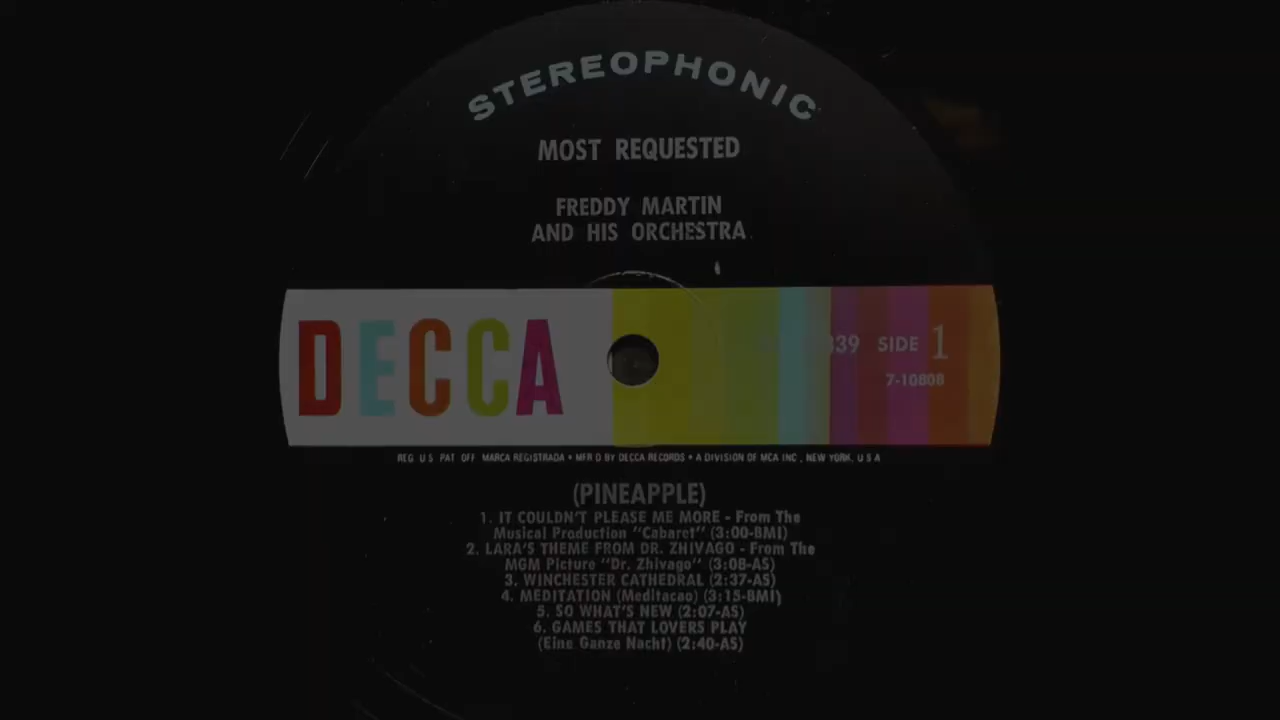 STEREOPHONIC
MOST REQUESTED
FREDDY MARTIN
AND HIS ORCHESTRA
DECCA
39 SIDE 1
7-10808
REG U S PAT OFF MARCA REGISTRADA • MFR'D BY DECCA RECORDS • A DIVISION OF MCA INC., NEW YORK, U S A
(PINEAPPLE)
1. IT COULDN'T PLEASE ME MORE - From The
Musical Production "Cabaret" (3:00-BMI)
2. LARA'S THEME FROM DR. ZHIVAGO - From The
MGM Picture "Dr. Zhivago" (3:08-AS)
3. WINCHESTER CATHEDRAL (2:37-AS)
4. MEDITATION (Meditacao) (3:15-BMI)
5. SO WHAT'S NEW (2:07-AS)
6. GAMES THAT LOVERS PLAY
(Eine Ganze Nacht) (2:40-AS)